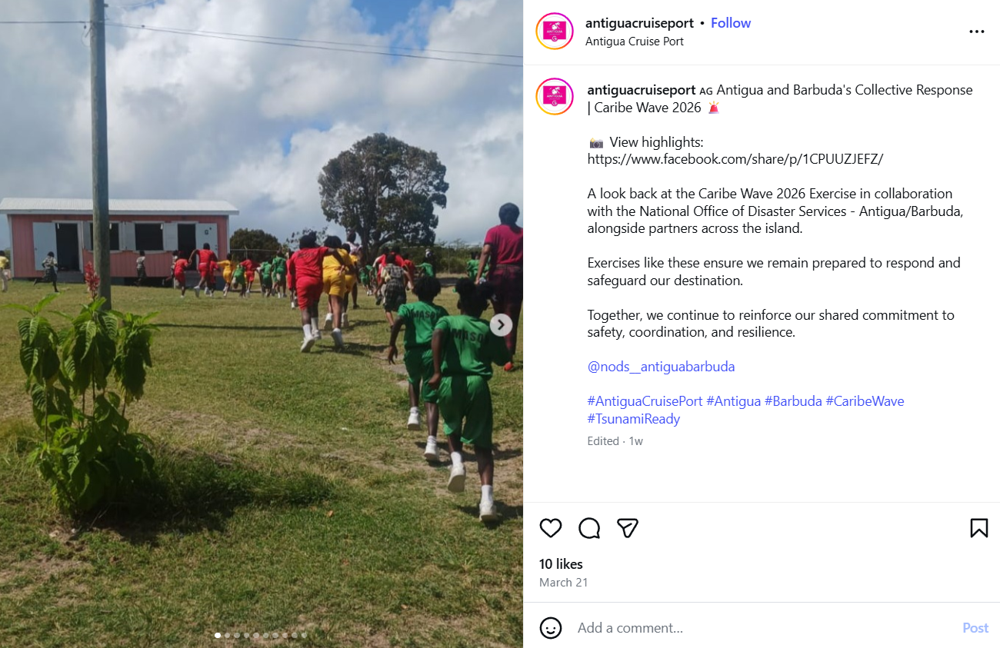 MASON
MASON
antiguacruiseport • Follow
Antigua Cruise Port
antiguacruiseport AG Antigua and Barbuda's Collective Response
| Caribe Wave 2026 🚨
📸 View highlights:
https://www.facebook.com/share/p/1CPUUZJEFZ/
A look back at the Caribe Wave 2026 Exercise in collaboration
with the National Office of Disaster Services - Antigua/Barbuda,
alongside partners across the island.
Exercises like these ensure we remain prepared to respond and
safeguard our destination.
Together, we continue to reinforce our shared commitment to
safety, coordination, and resilience.
@nods__antiguabarbuda
#AntiguaCruisePort #Antigua #Barbuda #CaribeWave
#TsunamiReady
Edited · 1w
10 likes
March 21
Add a comment...
Post